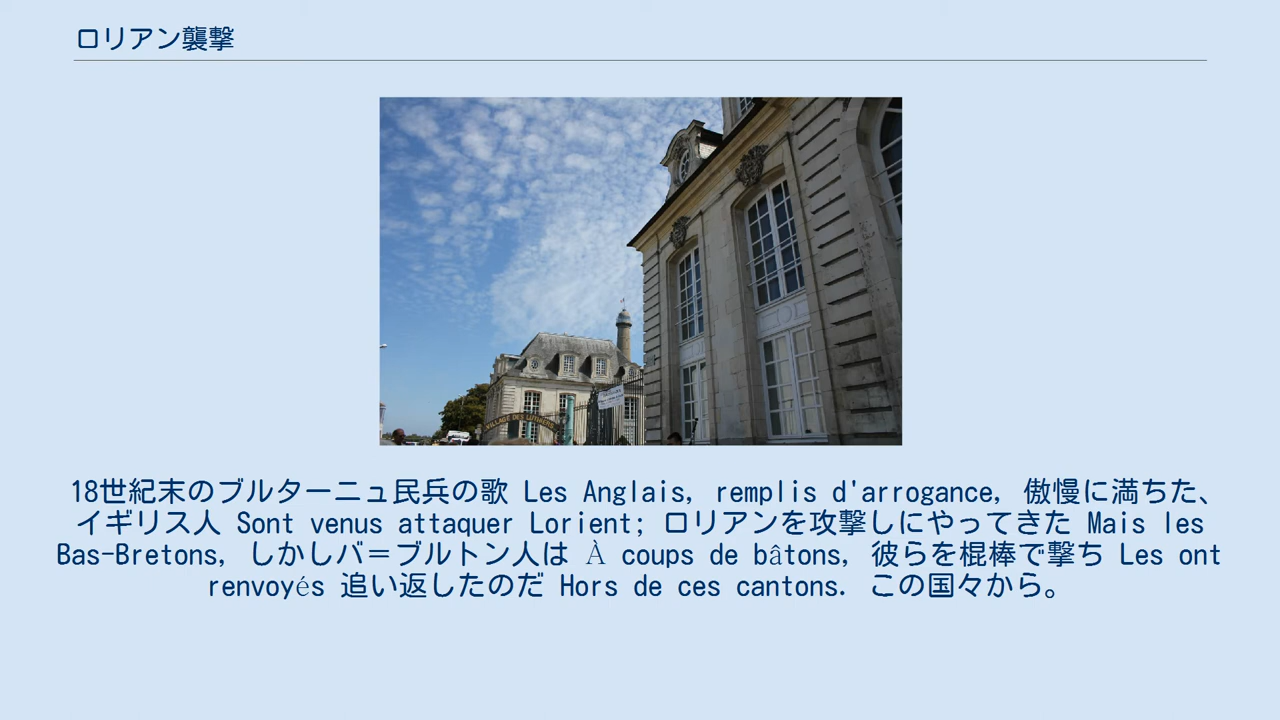 ロリアン襲撃
VILLAGE DES LUTHIERS
18世紀末のブルターニュ民兵の歌 Les Anglais, remplis d'arrogance, 傲慢に満ちた、
イギリス人 Sont venus attaquer Lorient; ロリアンを攻撃しにやってきた Mais les
Bas-Bretons, しかしバ＝ブルトン人は À coups de bâtons, 彼らを棍棒で撃ち Les ont
renvoyés 追い返したのだ Hors de ces cantons. この国々から。